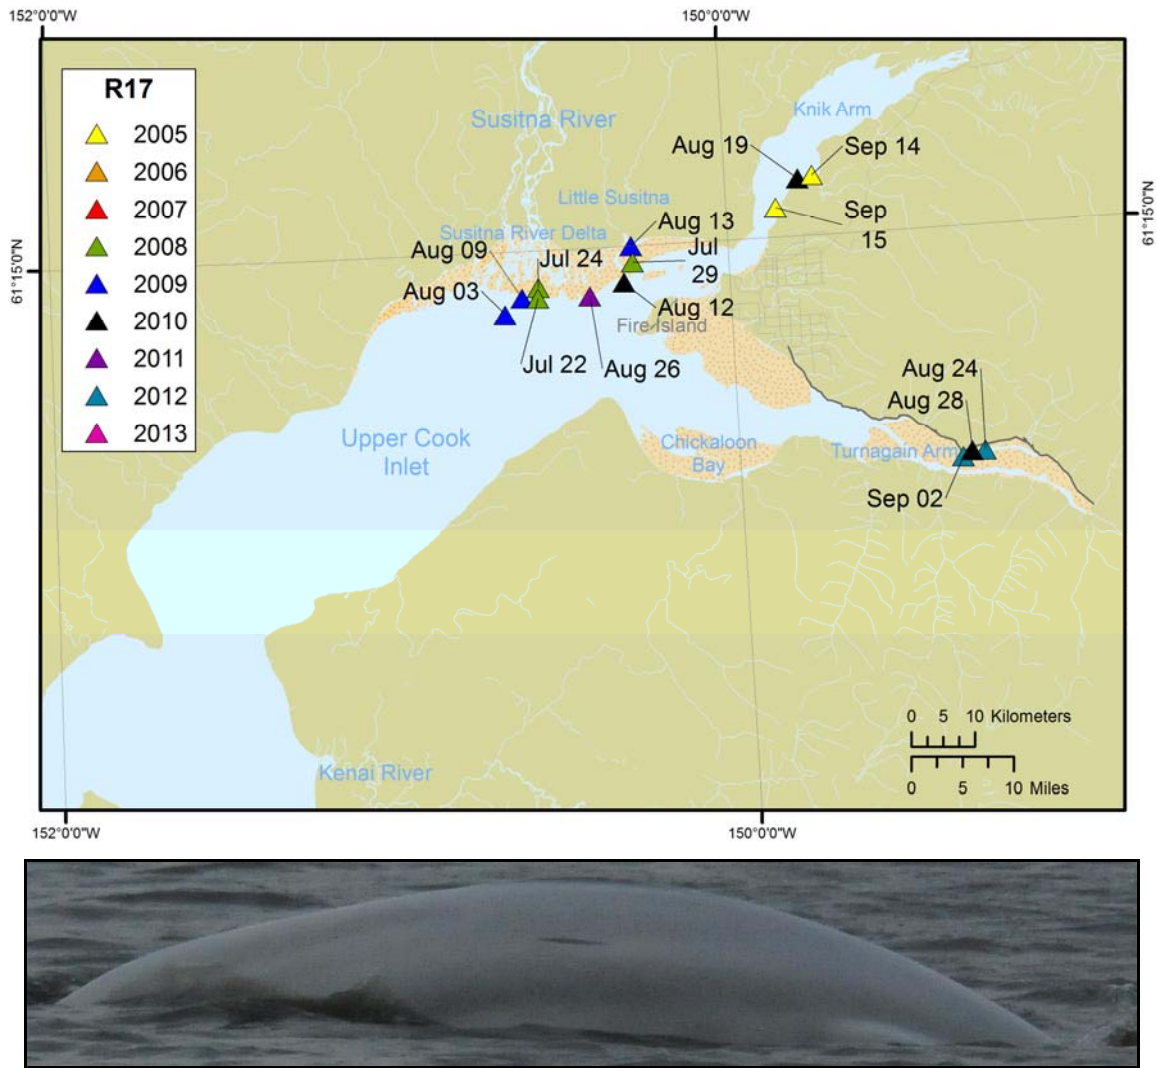 152°0'0"W
150°0'0"W
R17
2005
2006
2007
2008
2009
2010
2011
2012
2013
Knik Arm
Susitna River
Aug 19
Sep 14
Little Susitna
Sep
15
Aug 13
Susitna River Delta
Jul
29
Aug 09
Jul 24
Aug 03
Aug 12
Fire Island
Jul 22
Aug 26
61°15'0"N
61°15'0"N
Aug 24
Aug 28
Upper Cook
Inlet
Chickaloon
Bay
Turnagain Arm
Sep 02
0 5 10 Kilometers
0 5 10 Miles
Kenai River
152°0'0"W
150°0'0"W